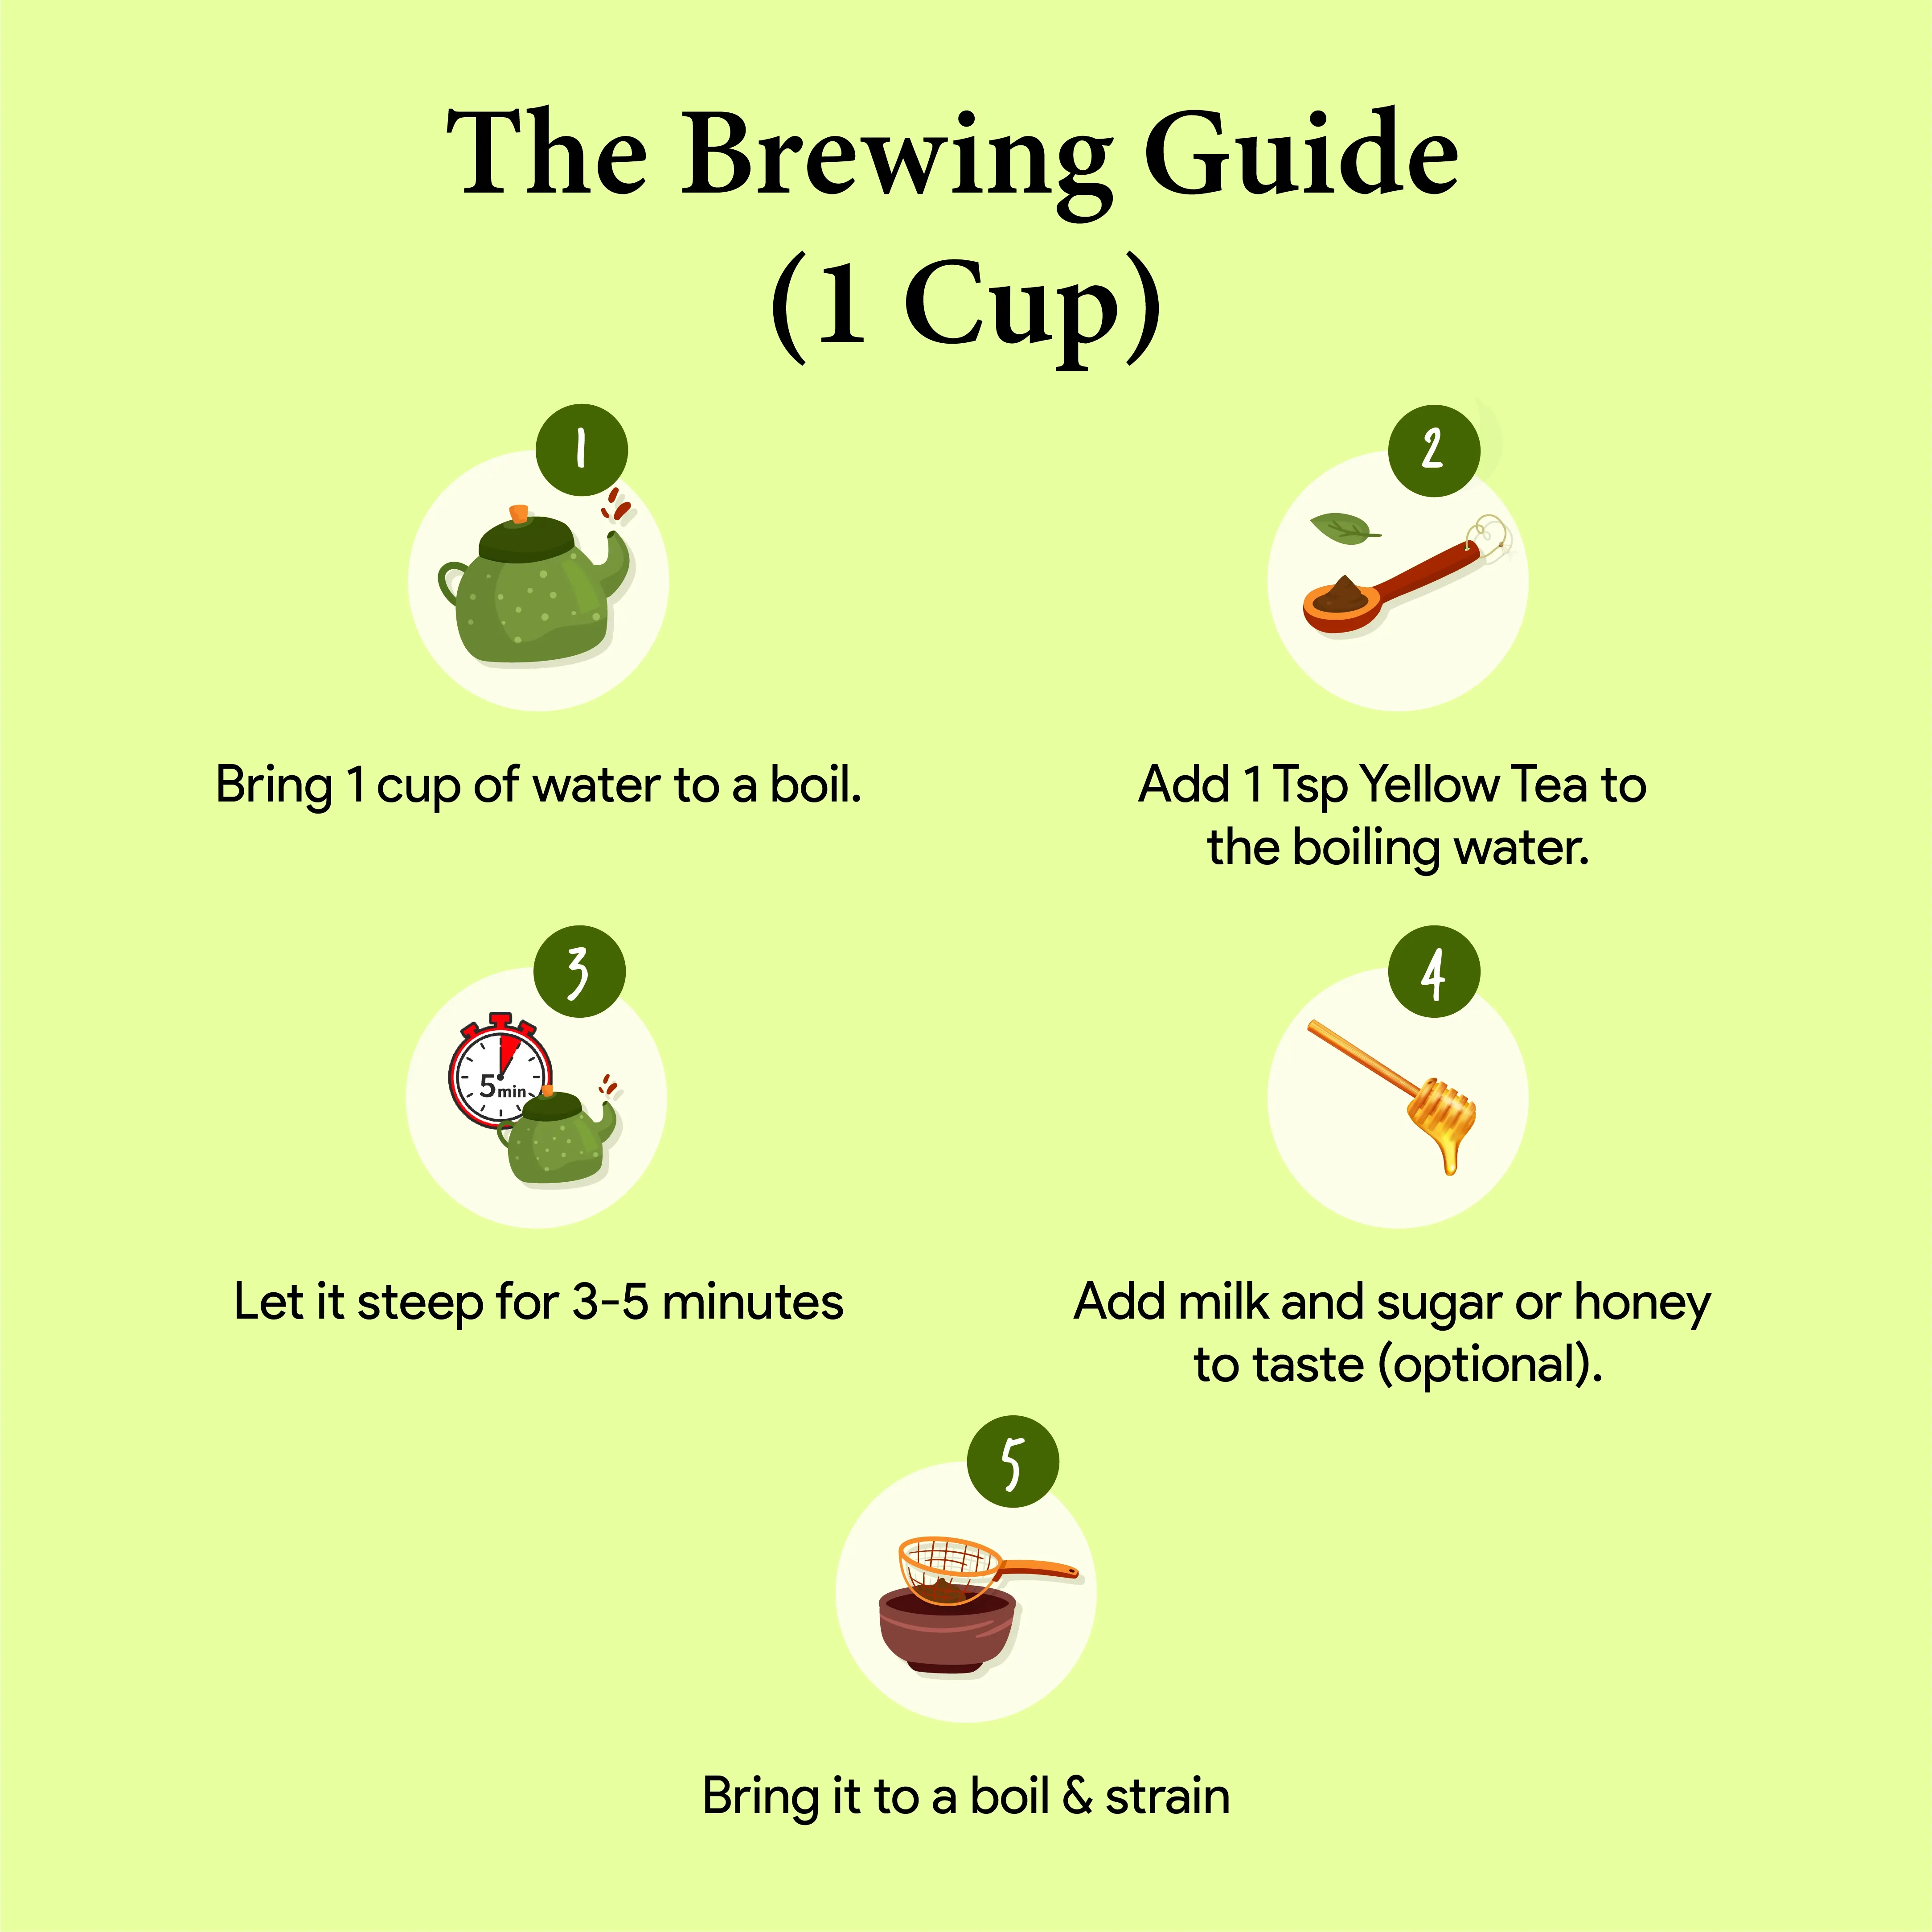 The Brewing Guide
(1 Cup)
1
Bring 1 cup of water to a boil.
2
Add 1 Tsp Yellow Tea to
the boiling water.
3
5min
Let it steep for 3-5 minutes
4
Add milk and sugar or honey
to taste (optional).
5
Bring it to a boil & strain